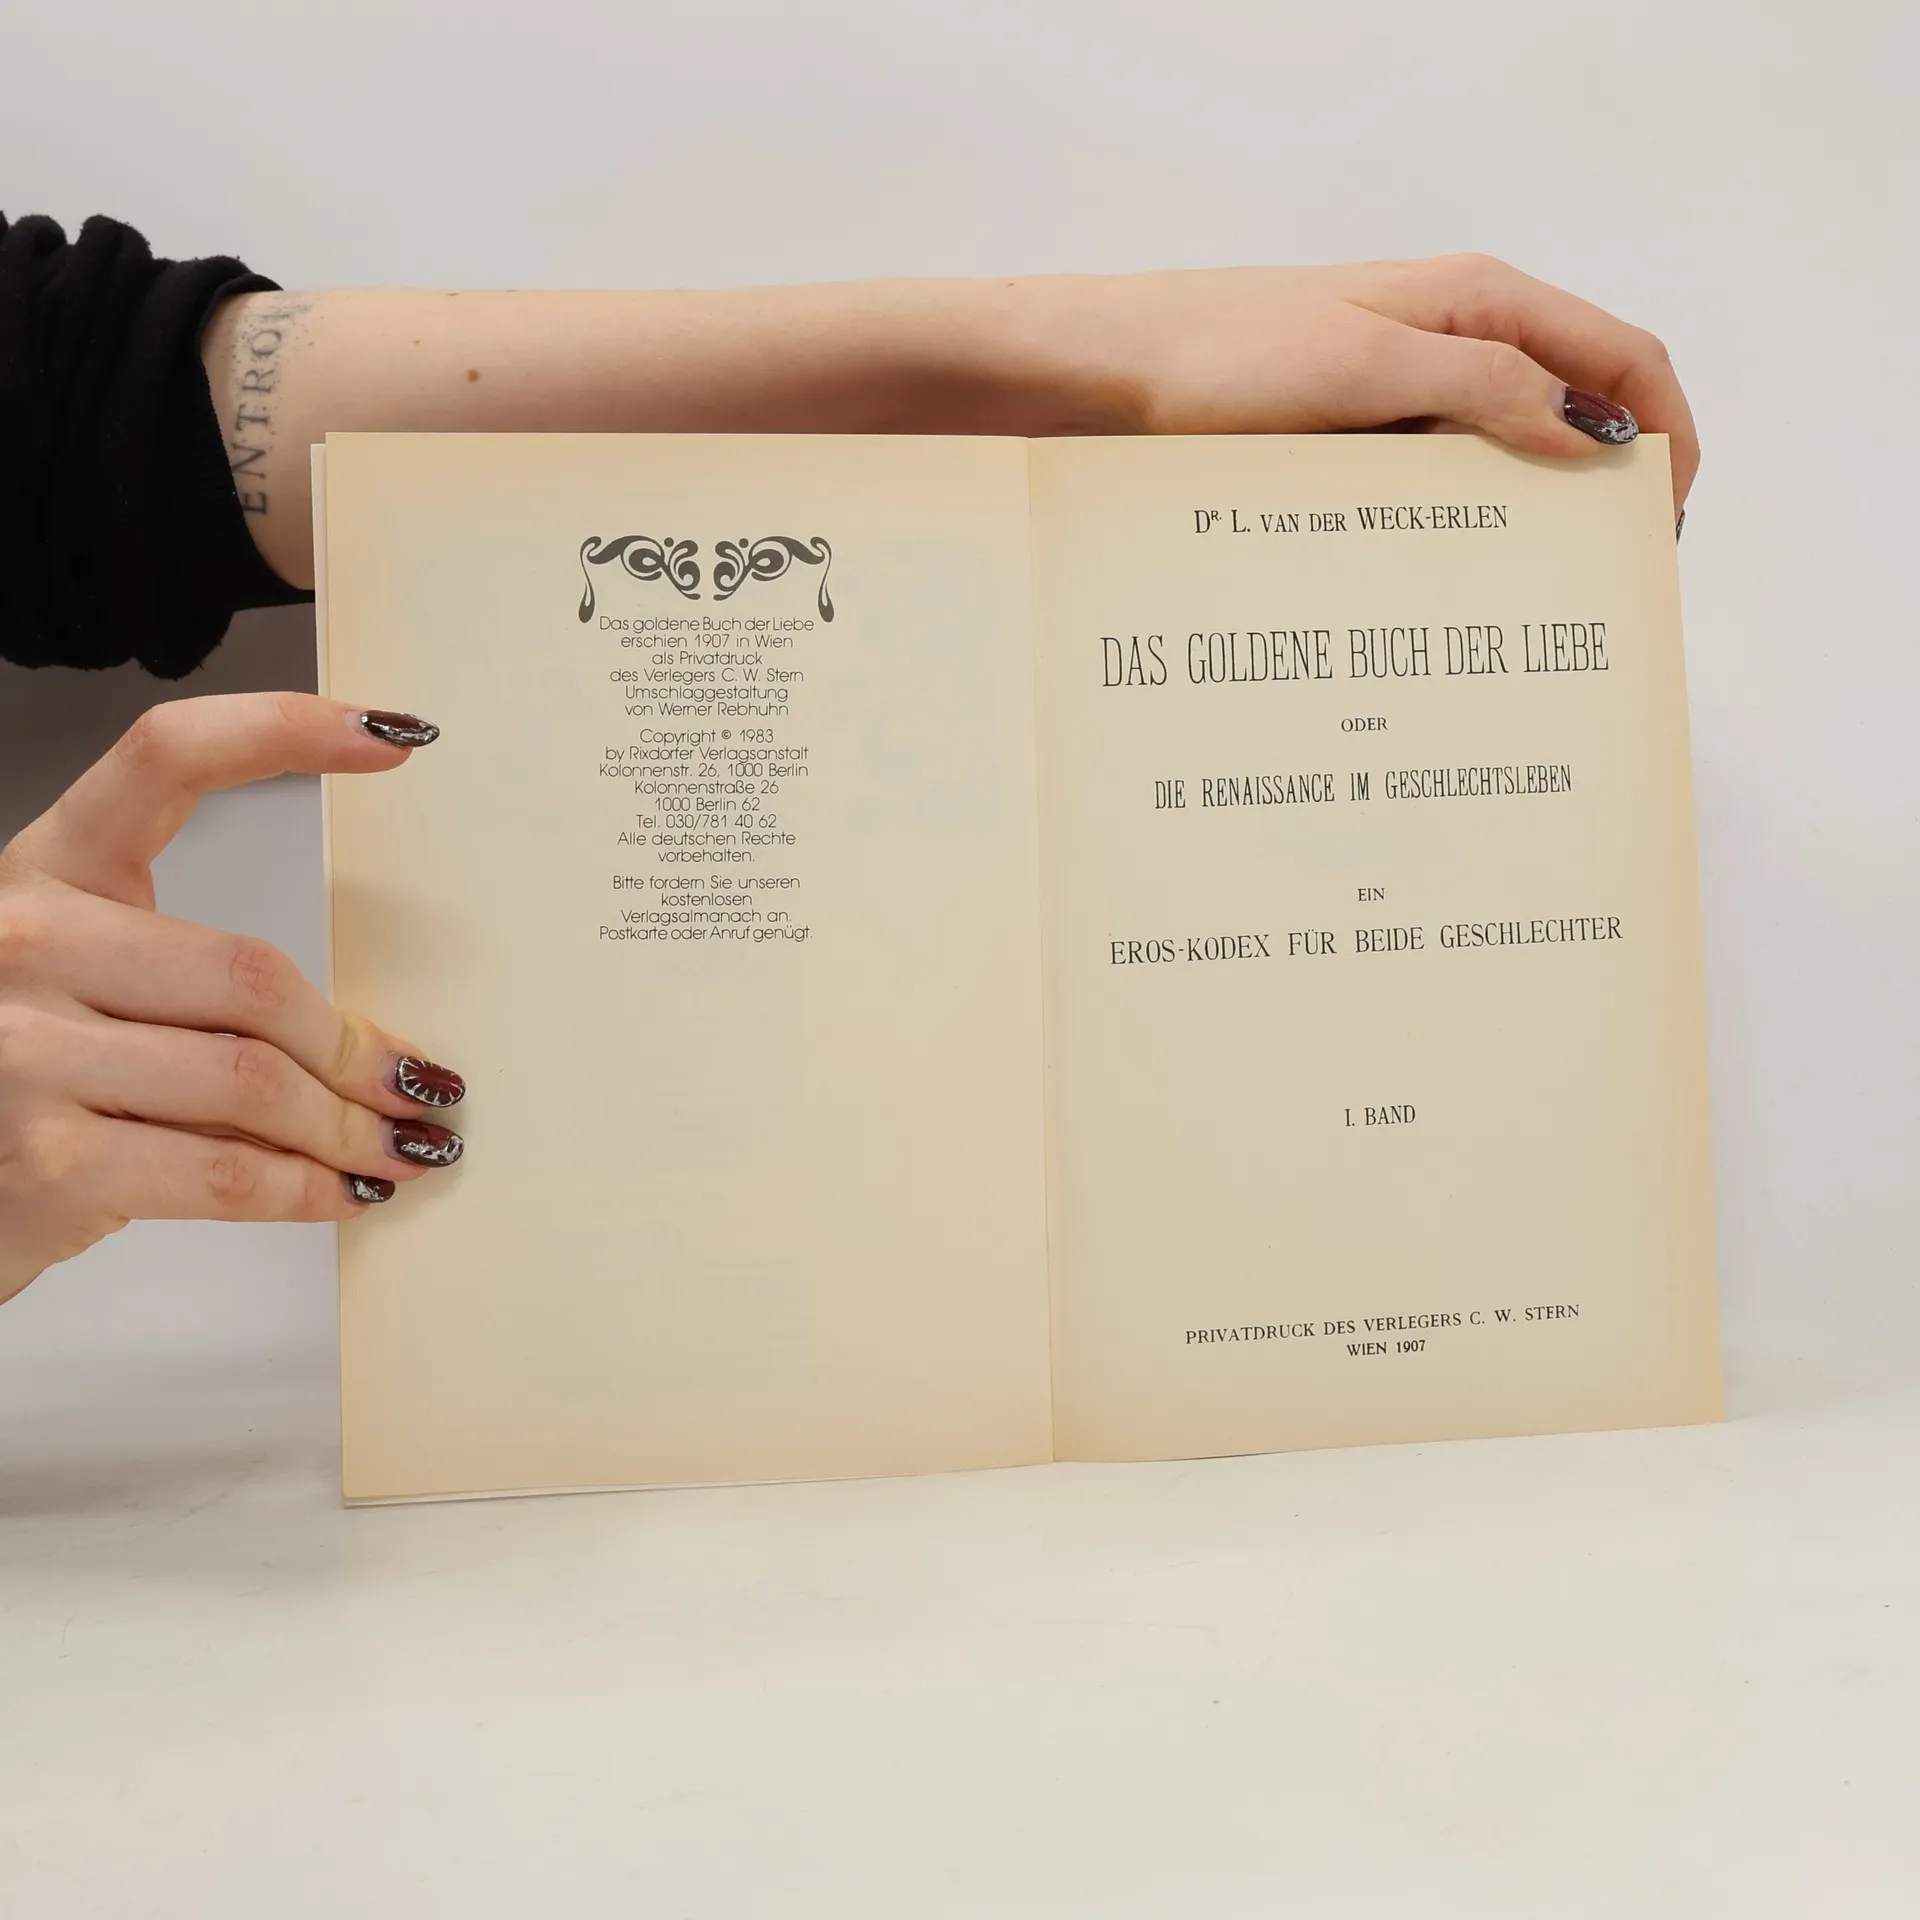 ENTRO
Das goldene Buch der Liebe
erschien 1907 in Wien
als Privatdruck
des Verlegers C. W. Stern
Umschlaggestaltung
von Werner Rebhuhn
Copyright © 1983
by Rixdorfer Verlagsanstalt
Kolonnenstr. 26, 1000 Berlin
Kolonnenstraße 26
1000 Berlin 62
Tel. 030/781 40 62
Alle deutschen Rechte
vorbehalten.
Bitte fordern Sie unseren
kostenlosen
Verlagsalmanach an.
Postkarte oder Anruf genügt.
DR. L. VAN DER WECK-ERLEN
DAS GOLDENE BUCH DER LIEBE
ODER
DIE RENAISSANCE IM GESCHLECHTSLEBEN
EIN
EROS-KODEX FÜR BEIDE GESCHLECHTER
I. BAND
PRIVATDRUCK DES VERLEGERS C. W. STERN
WIEN 1907